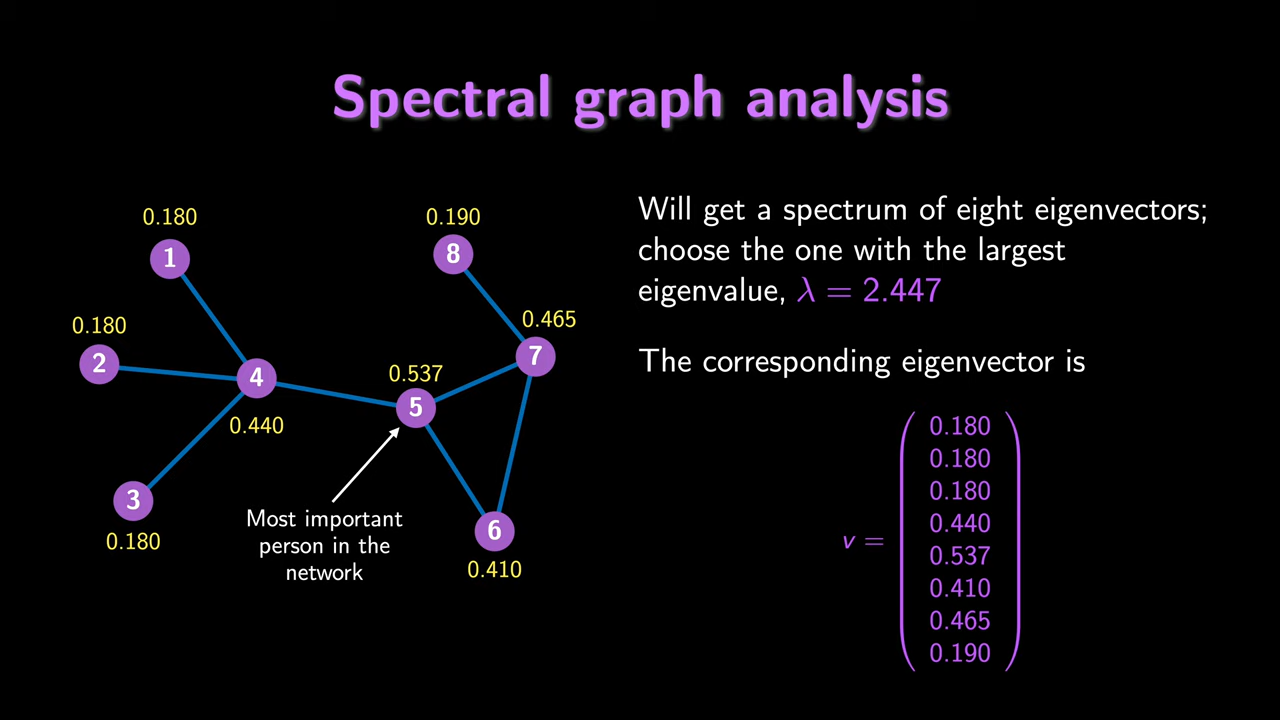 Spectral graph analysis
0.180
1
0.180
2
3
0.180
4
0.440
0.537
5
0.190
8
0.465
7
6
0.410
Most important
person in the
network
Will get a spectrum of eight eigenvectors;
choose the one with the largest
eigenvalue, λ = 2.447
The corresponding eigenvector is
v =
0.180
0.180
0.180
0.440
0.537
0.410
0.465
0.190